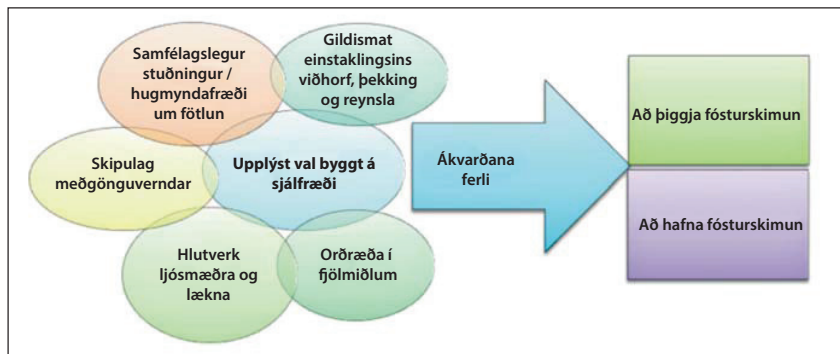 Samfélagslegur
stuðningur /
hugmyndafræði
um fötlun
Gildismat
einstaklingsins
viðhorf, þekking
og reynsla
Skipulag
meðgönguverndar
Upplýst val byggt á
sjálfræði
Hlutverk
ljósmæðra og
lækna
Orðræða í
fjölmiðlum
Ákvarðana
ferli
Að þiggja fósturskimun
Að hafna fósturskimun